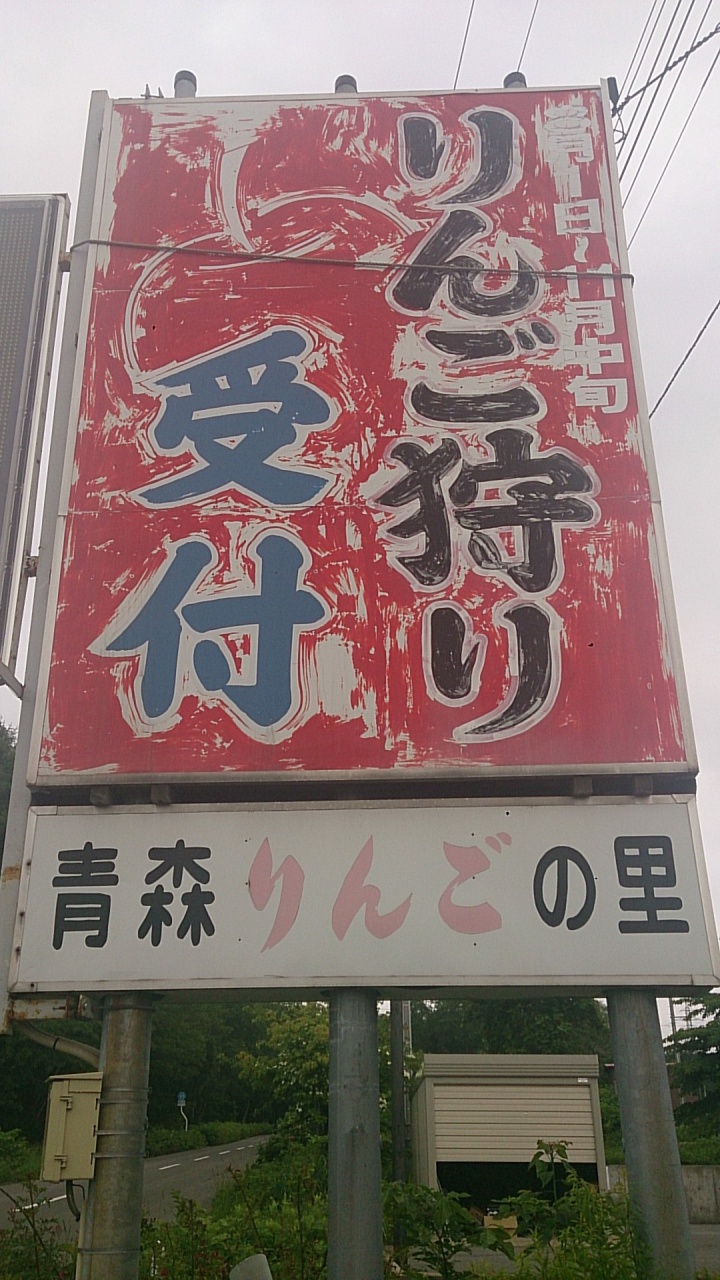 月1日~11月中旬
りんご狩り
受付
青森りんごの里